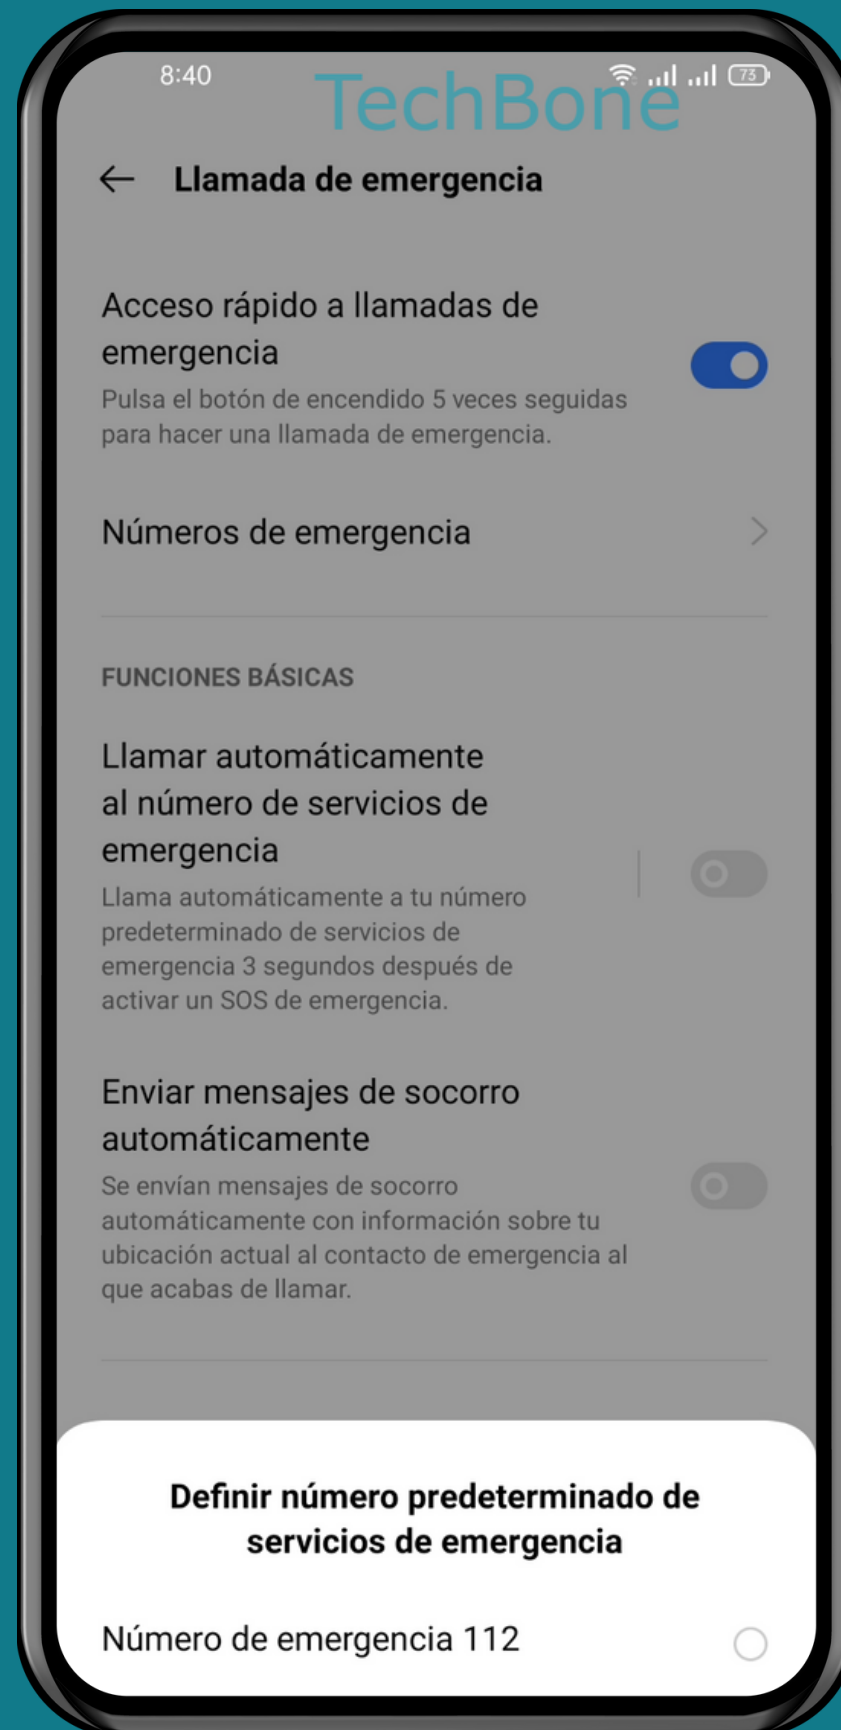 8:40
TechBone
73
Llamada de emergencia
Acceso rápido a llamadas de
emergencia
Pulsa el botón de encendido 5 veces seguidas
para hacer una llamada de emergencia.
Números de emergencia
FUNCIONES BÁSICAS
Llamar automáticamente
al número de servicios de
emergencia
Llama automáticamente a tu número
predeterminado de servicios de
emergencia 3 segundos después de
activar un SOS de emergencia.
Enviar mensajes de socorro
automáticamente
Se envían mensajes de socorro
automáticamente con información sobre tu
ubicación actual al contacto de emergencia al
que acabas de llamar.
Definir número predeterminado de
servicios de emergencia
Número de emergencia 112